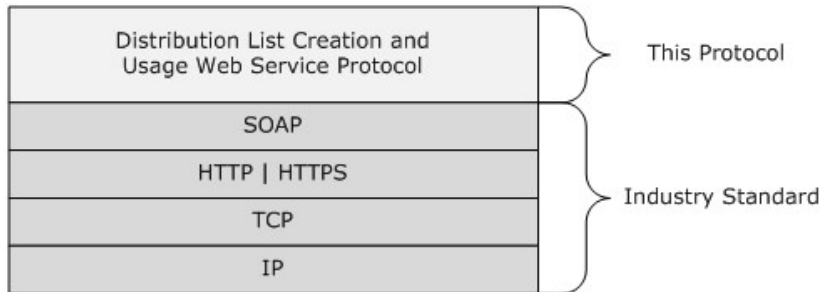 Distribution List Creation and
Usage Web Service Protocol
This Protocol
SOAP
HTTP | HTTPS
Industry Standard
TCP
IP